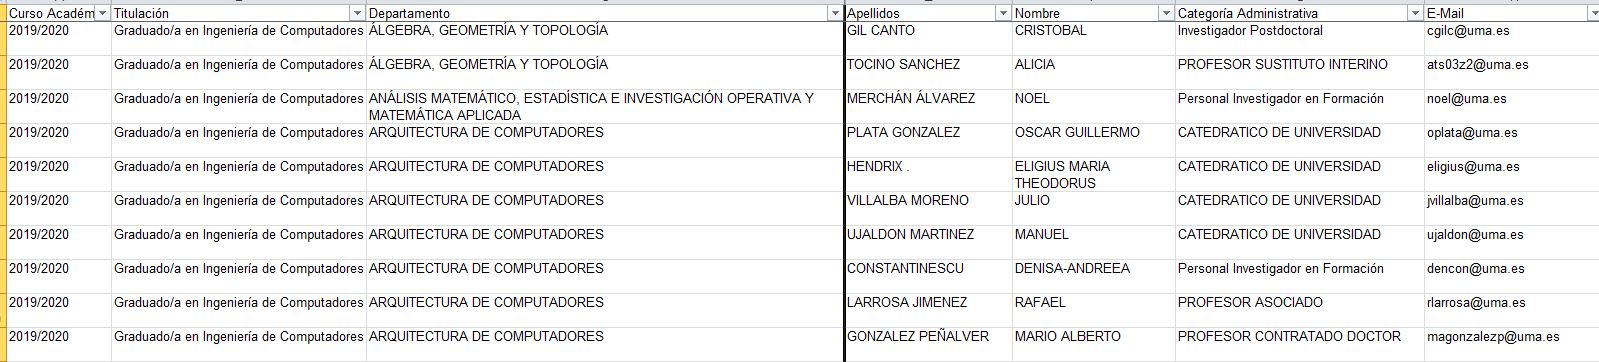 Curso Académ Titulación Departamento Apellidos Nombre Categoría Administrativa E-Mail
2019/2020 Graduado/a en Ingeniería de Computadores ÁLGEBRA, GEOMETRÍA Y TOPOLOGÍA GIL CANTO CRISTOBAL Investigador Postdoctoral cgilc@uma.es
2019/2020 Graduado/a en Ingeniería de Computadores ÁLGEBRA, GEOMETRÍA Y TOPOLOGÍA TOCINO SANCHEZ ALICIA PROFESOR SUSTITUTO INTERINO ats03z2@uma.es
2019/2020 Graduado/a en Ingeniería de Computadores ANÁLISIS MATEMÁTICO, ESTADÍSTICA E INVESTIGACIÓN OPERATIVA Y MERCHÁN ÁLVAREZ NOEL Personal Investigador en Formación noel@uma.es
MATEMÁTICA APLICADA
2019/2020 Graduado/a en Ingeniería de Computadores ARQUITECTURA DE COMPUTADORES PLATA GONZALEZ OSCAR GUILLERMO CATEDRATICO DE UNIVERSIDAD oplata@uma.es
2019/2020 Graduado/a en Ingeniería de Computadores ARQUITECTURA DE COMPUTADORES HENDRIX . ELIGIUS MARIA CATEDRATICO DE UNIVERSIDAD eligius@uma.es
THEODORUS
2019/2020 Graduado/a en Ingeniería de Computadores ARQUITECTURA DE COMPUTADORES VILLALBA MORENO JULIO CATEDRATICO DE UNIVERSIDAD jvillalba@uma.es
2019/2020 Graduado/a en Ingeniería de Computadores ARQUITECTURA DE COMPUTADORES UJALDON MARTINEZ MANUEL CATEDRATICO DE UNIVERSIDAD ujaldon@uma.es
2019/2020 Graduado/a en Ingeniería de Computadores ARQUITECTURA DE COMPUTADORES CONSTANTINESCU DENISA-ANDREEA Personal Investigador en Formación dencon@uma.es
2019/2020 Graduado/a en Ingeniería de Computadores ARQUITECTURA DE COMPUTADORES LARROSA JIMENEZ RAFAEL PROFESOR ASOCIADO rlarrosa@uma.es
2019/2020 Graduado/a en Ingeniería de Computadores ARQUITECTURA DE COMPUTADORES GONZALEZ PEÑALVER MARIO ALBERTO PROFESOR CONTRATADO DOCTOR magonzalezp@uma.es